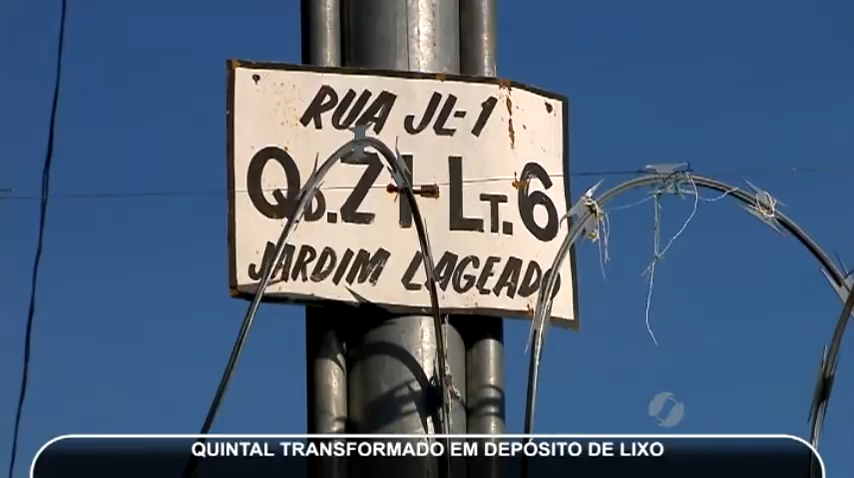 RUA JL-1
QD.21-LT.6
JARDIM LAGEADO
QUINTAL TRANSFORMADO EM DEPÓSITO DE LIXO